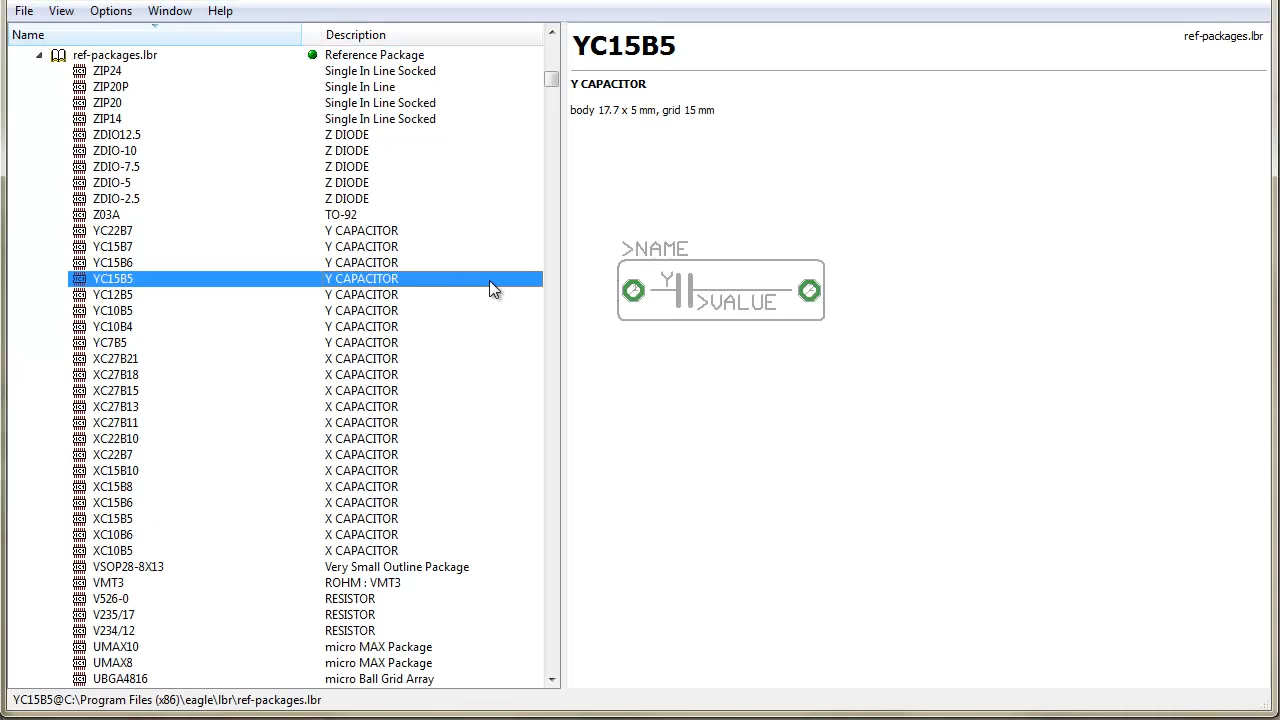 File View Options Window Help
Name Description
ref-packages.lbr Reference Package
ZIP24 Single In Line Socked
ZIP20P Single In Line
ZIP20 Single In Line Socked
ZIP14 Single In Line Socked
ZDIO12.5 Z DIODE
ZDIO-10 Z DIODE
ZDIO-7.5 Z DIODE
ZDIO-5 Z DIODE
ZDIO-2.5 Z DIODE
Z03A TO-92
YC22B7 Y CAPACITOR
YC15B7 Y CAPACITOR
YC15B6 Y CAPACITOR
YC15B5 Y CAPACITOR
YC12B5 Y CAPACITOR
YC10B5 Y CAPACITOR
YC10B4 Y CAPACITOR
YC7B5 Y CAPACITOR
XC27B21 X CAPACITOR
XC27B18 X CAPACITOR
XC27B15 X CAPACITOR
XC27B13 X CAPACITOR
XC27B11 X CAPACITOR
XC22B10 X CAPACITOR
XC22B7 X CAPACITOR
XC15B10 X CAPACITOR
XC15B8 X CAPACITOR
XC15B6 X CAPACITOR
XC15B5 X CAPACITOR
XC10B6 X CAPACITOR
XC10B5 X CAPACITOR
VSOP28-8X13 Very Small Outline Package
VMT3 ROHM : VMT3
V526-0 RESISTOR
V235/17 RESISTOR
V234/12 RESISTOR
UMAX10 micro MAX Package
UMAX8 micro MAX Package
UBGA4816 micro Ball Grid Array
YC15B5 ref-packages.lbr
Y CAPACITOR
body 17.7 x 5 mm, grid 15 mm
>NAME
Y
>VALUE
YC15B5@C:\Program Files (x86)\eagle\lbr\ref-packages.lbr